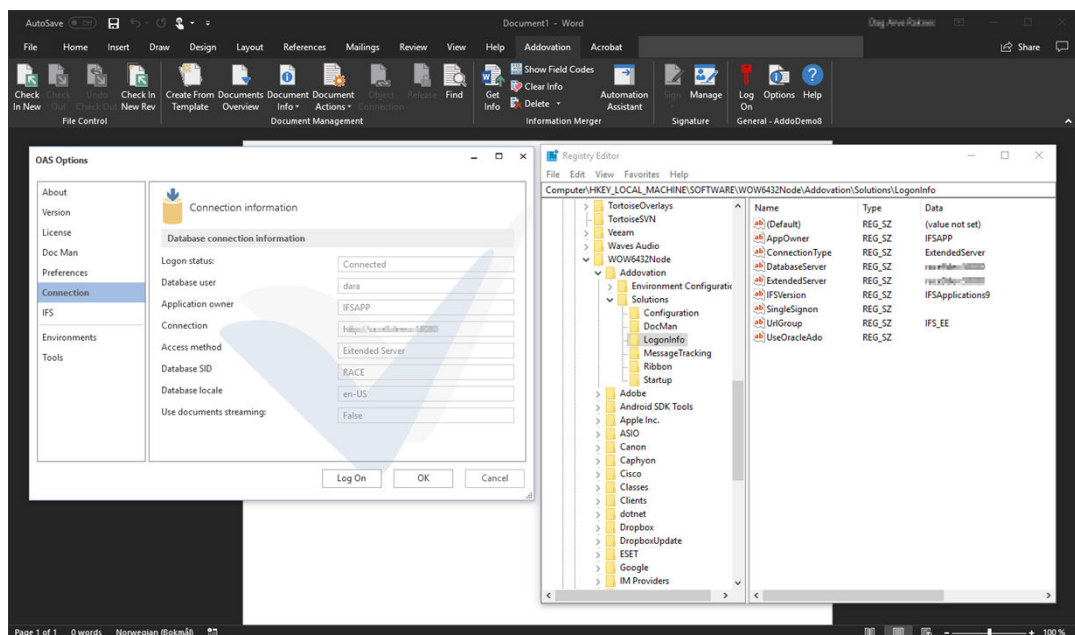 AutoSave
Document1 - Word
File Home Insert Draw Design Layout References Mailings Review View Help Addovation Acrobat
Share
Check In New
Check Out
Undo Check Out
Check In New Rev
Create From Template
Documents Overview
Document Info
Document Actions
Object Connection
Release
Find
Get Info
Show Field Codes
Clear Info
Delete
Automation Assistant
Sign
Manage
Log On
Options
Help
File Control
Document Management
Information Merger
Signature
General - AddoDemo8
OAS Options
About
Version
License
Doc Man
Preferences
Connection
IFS
Environments
Tools
Connection information
Database connection information
Logon status: Connected
Database user dara
Application owner IFSAPP
Connection
Access method Extended Server
Database SID RACE
Database locale en-US
Use documents streaming: False
Log On OK Cancel
Registry Editor
File Edit View Favorites Help
Computer\HKEY_LOCAL_MACHINE\SOFTWARE\WOW6432Node\Addovation\Solutions\LogonInfo
TortoiseOverlays
TortoiseSVN
Veeam
Waves Audio
WOW6432Node
Addovation
Environment Configuratic
Solutions
Configuration
DocMan
LogonInfo
MessageTracking
Ribbon
Startup
Adobe
Android SDK Tools
Apple Inc.
ASIO
Canon
Caphyon
Cisco
Classes
Clients
dotnet
Dropbox
DropboxUpdate
ESET
Google
IM Providers
Name Type Data
(Default) REG_SZ (value not set)
AppOwner REG_SZ IFSAPP
ConnectionType REG_SZ ExtendedServer
DatabaseServer REG_SZ
ExtendedServer REG_SZ
IFSVersion REG_SZ IFSApplications9
SingleSignon REG_SZ
UrlGroup REG_SZ IFS_EE
UseOracleAdo REG_SZ
Page 1 of 1 0 words Norwegian (Bokmål)
100 %